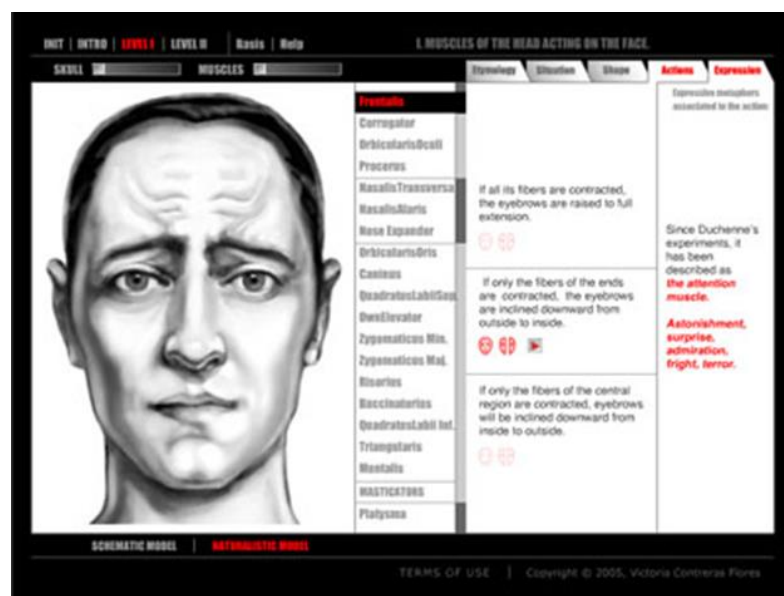 INIT | INTRO | LEVEL I | LEVEL II Basis | Help
I. MUSCLES OF THE HEAD ACTING ON THE FACE.
SKULL MUSCLES
Etymology Situation Shape Actions Expression
Frontalis
Corrugator
OrbicularisOculi
Procerus
NasalisTransversa
NasalisAlaris
Nose Expander
OrbicularisOris
Caninus
QuadratusLabiiSup.
OwnElevator
Zygomaticus Min.
Zygomaticus Maj.
Risorius
Buccinatorius
QuadratusLabii Inf.
Triangularis
Mentalis
MASTICATORS
Platysma
If all its fibers are contracted,
the eyebrows are raised to full
extension.
If only the fibers of the ends
are contracted, the eyebrows
are inclined downward from
outside to inside.
If only the fibers of the central
region are contracted, eyebrows
will be inclined downward from
inside to outside.
Expressive metaphors
associated to the action
Since Duchenne's
experiments, it
has been
described as
the attention
muscle.
Astonishment,
surprise,
admiration,
fright, terror.
SCHEMATIC MODEL | NATURALISTIC MODEL
TERMS OF USE | Copyright © 2005, Victoria Contreras Flores